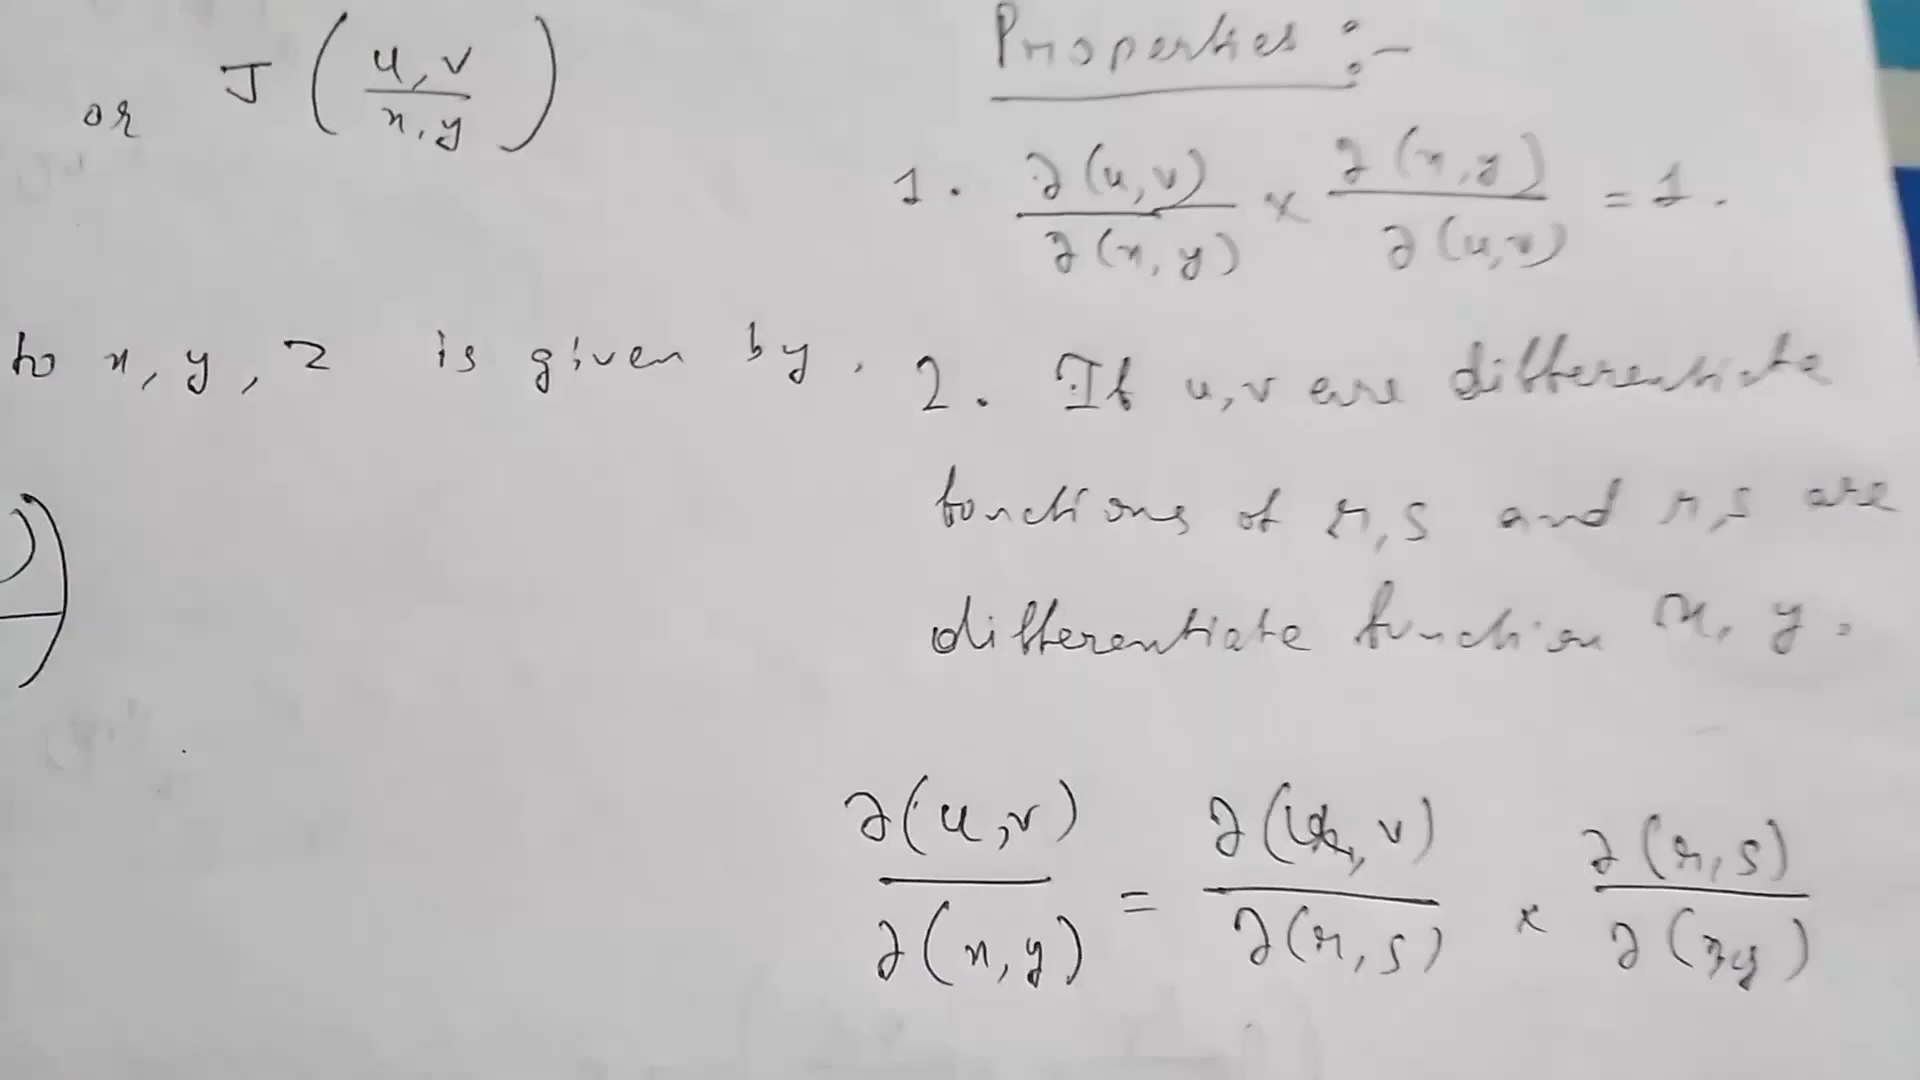 or J ( u, v / x, y )
to x, y, z is given by.
Properties :-
1. ∂(u, v) / ∂(x, y) × ∂(x, y) / ∂(u, v) = 1.
2. If u, v are differentiate
functions of r, s and r, s are
differentiate function x, y.
∂(u, v) / ∂(x, y) = ∂(u, v) / ∂(r, s) × ∂(r, s) / ∂(x, y)